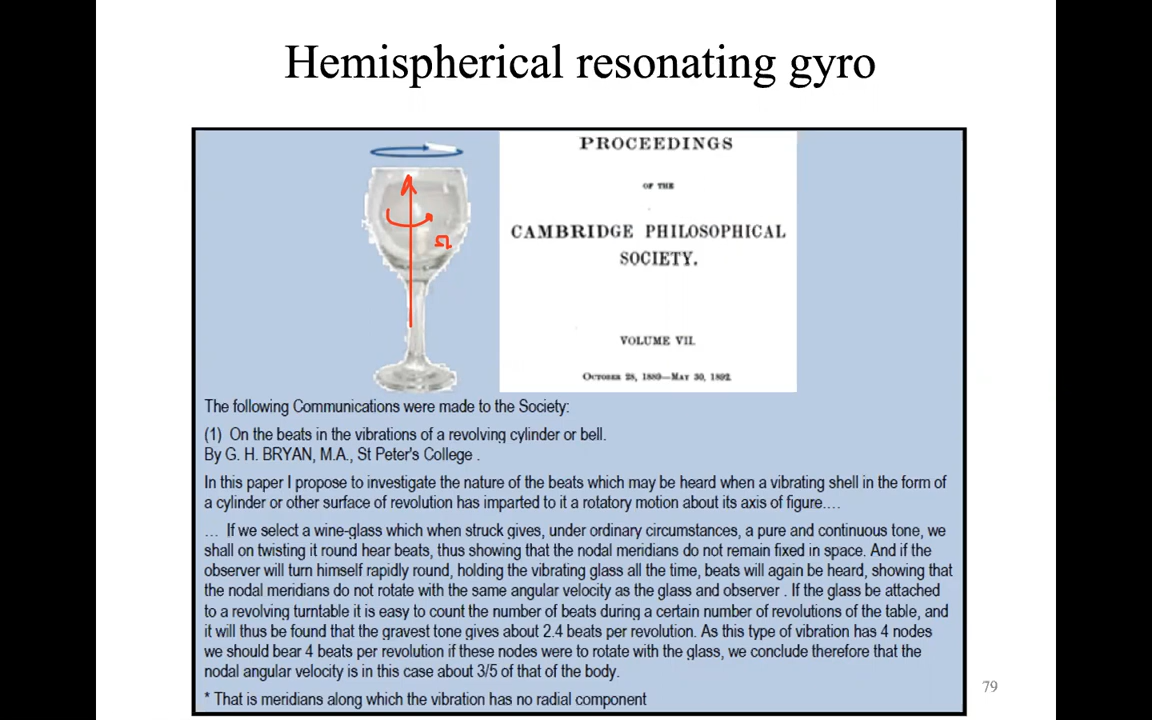 Hemispherical resonating gyro
PROCEEDINGS
OF THE
CAMBRIDGE PHILOSOPHICAL
SOCIETY.
VOLUME VII.
October 28, 1889—May 30, 1892.
Ω
The following Communications were made to the Society:
(1) On the beats in the vibrations of a revolving cylinder or bell.
By G. H. BRYAN, M.A., St Peter's College .
In this paper I propose to investigate the nature of the beats which may be heard when a vibrating shell in the form of
a cylinder or other surface of revolution has imparted to it a rotatory motion about its axis of figure....
... If we select a wine-glass which when struck gives, under ordinary circumstances, a pure and continuous tone, we
shall on twisting it round hear beats, thus showing that the nodal meridians do not remain fixed in space. And if the
observer will turn himself rapidly round, holding the vibrating glass all the time, beats will again be heard, showing that
the nodal meridians do not rotate with the same angular velocity as the glass and observer . If the glass be attached
to a revolving turntable it is easy to count the number of beats during a certain number of revolutions of the table, and
it will thus be found that the gravest tone gives about 2.4 beats per revolution. As this type of vibration has 4 nodes
we should bear 4 beats per revolution if these nodes were to rotate with the glass, we conclude therefore that the
nodal angular velocity is in this case about 3/5 of that of the body.
* That is meridians along which the vibration has no radial component
79